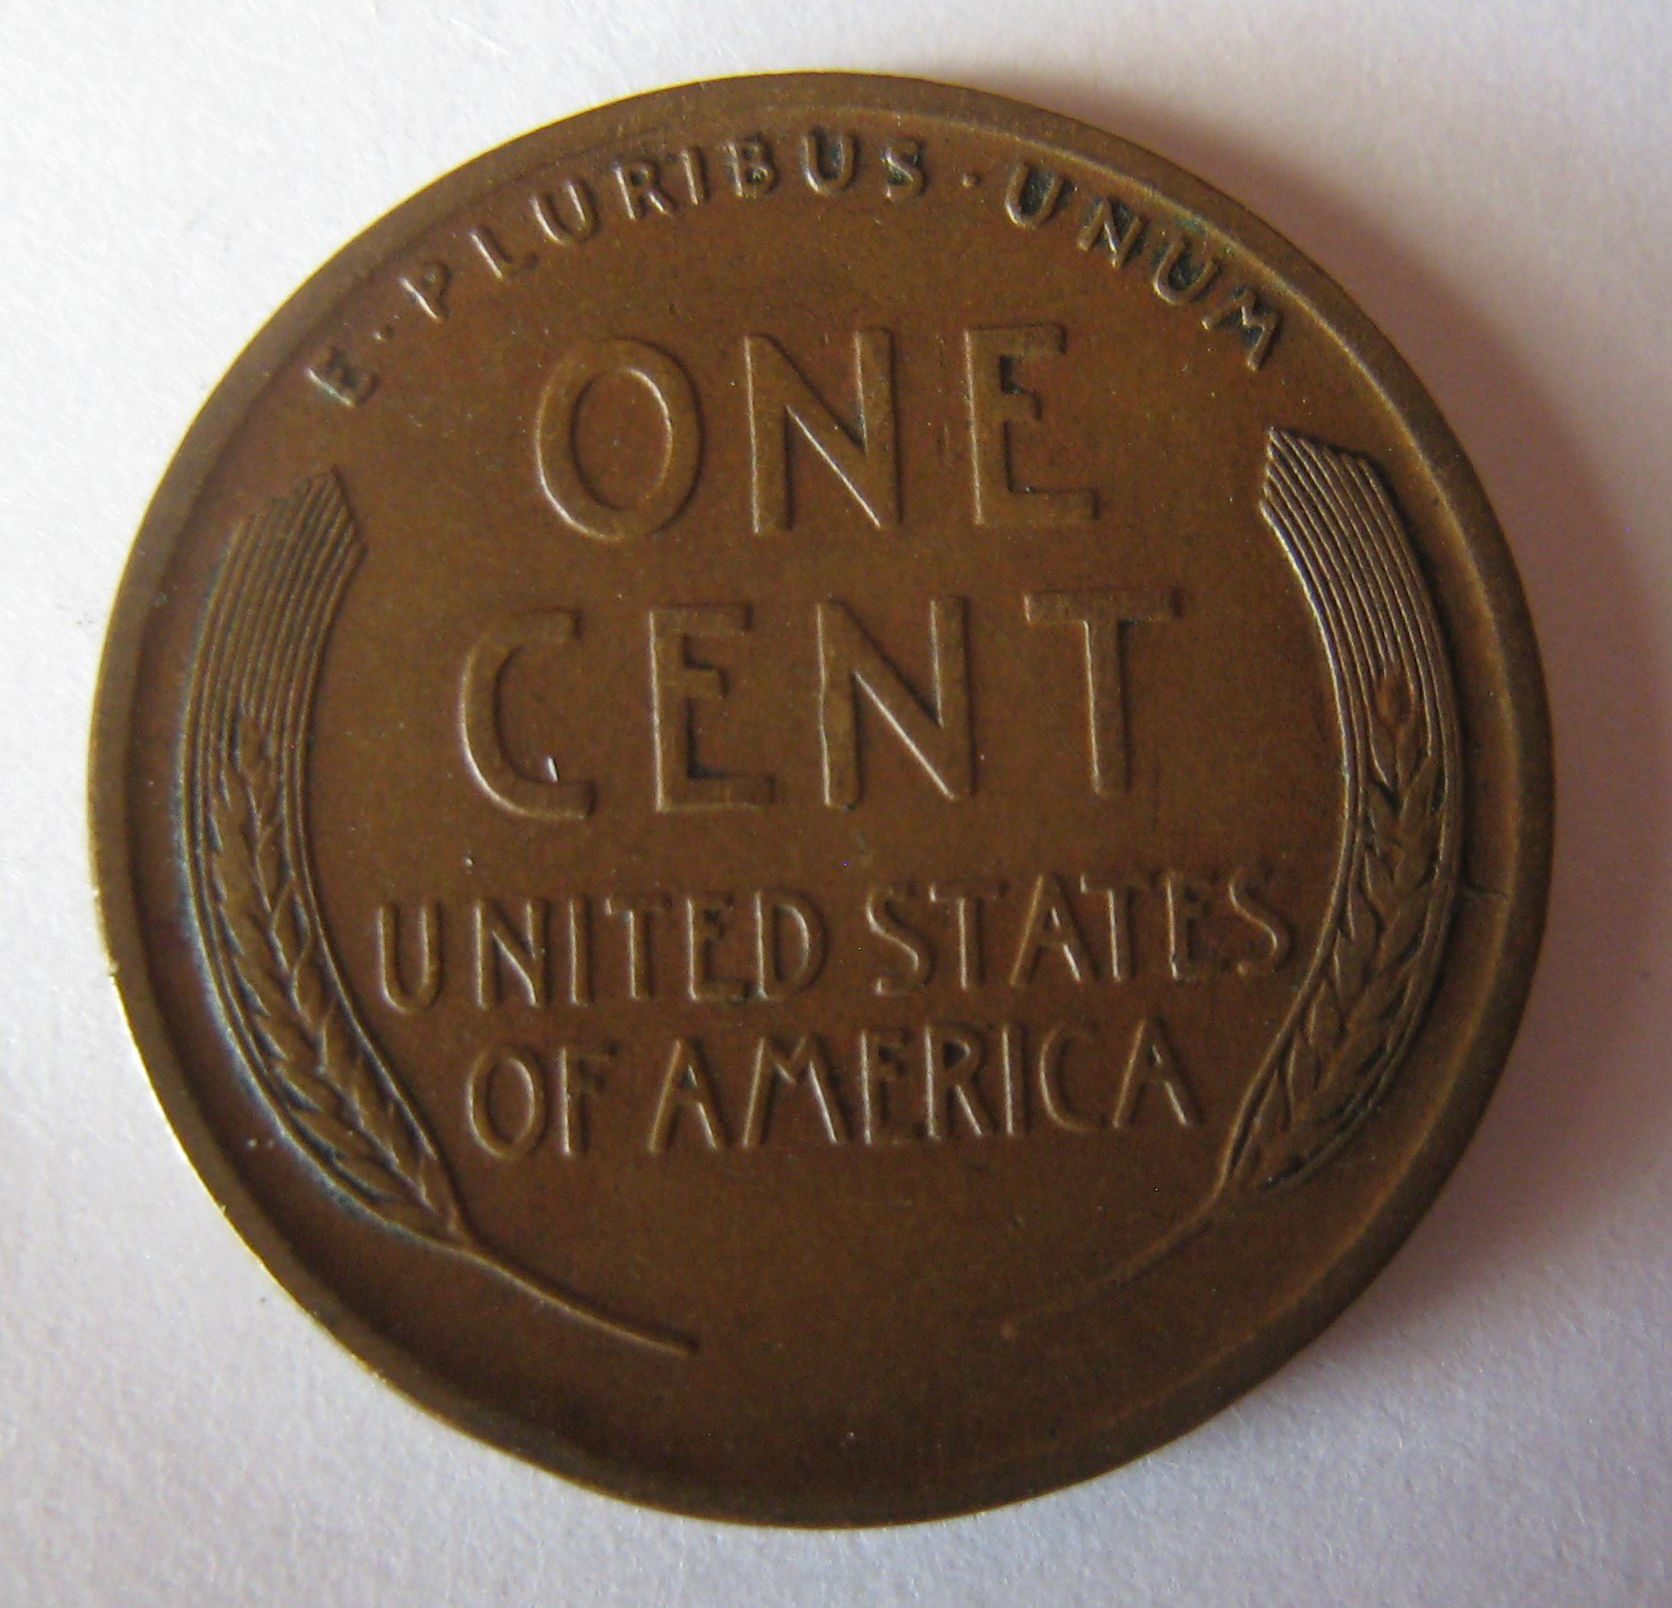 E·PLURIBUS·UNUM
ONE
CENT
UNITED STATES
OF AMERICA